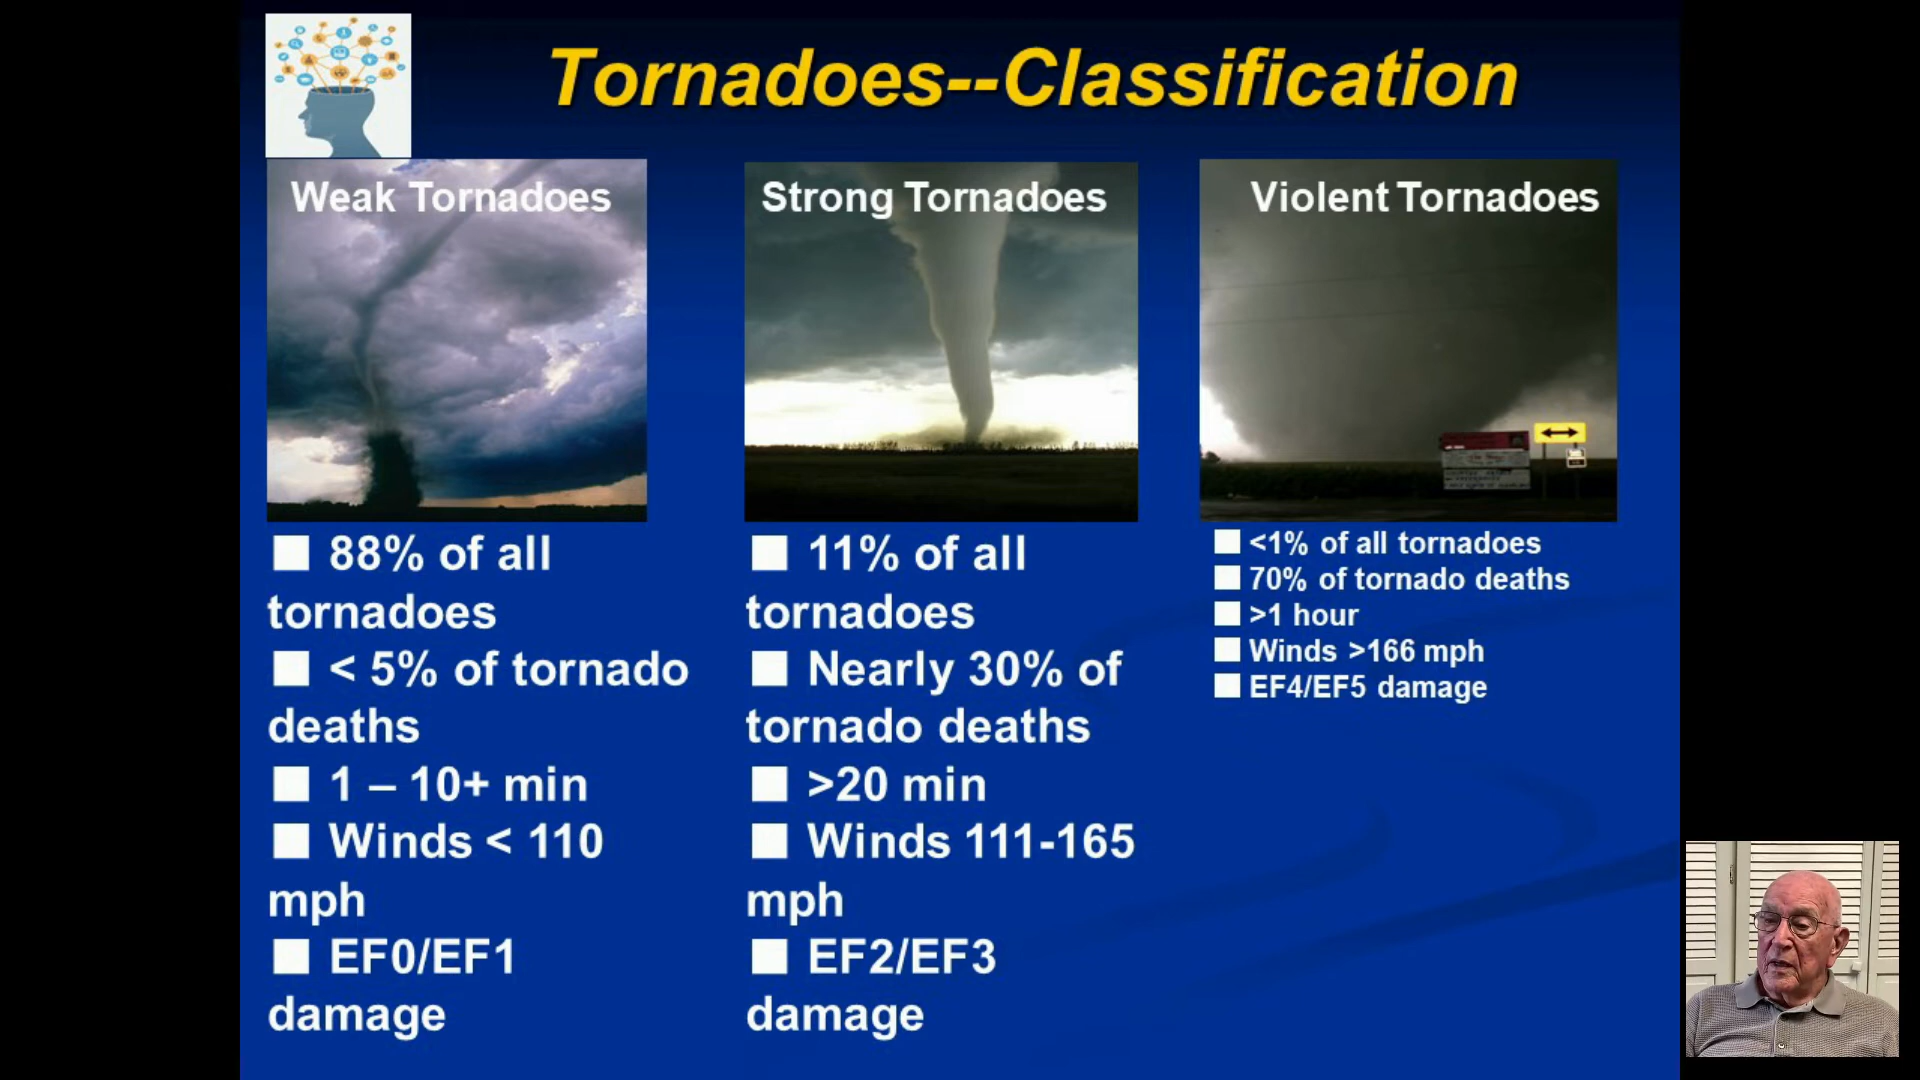 Tornadoes--Classification
Weak Tornadoes
88% of all
tornadoes
< 5% of tornado
deaths
1 – 10+ min
Winds < 110
mph
EF0/EF1
damage
Strong Tornadoes
11% of all
tornadoes
Nearly 30% of
tornado deaths
>20 min
Winds 111-165
mph
EF2/EF3
damage
Violent Tornadoes
<1% of all tornadoes
70% of tornado deaths
>1 hour
Winds >166 mph
EF4/EF5 damage